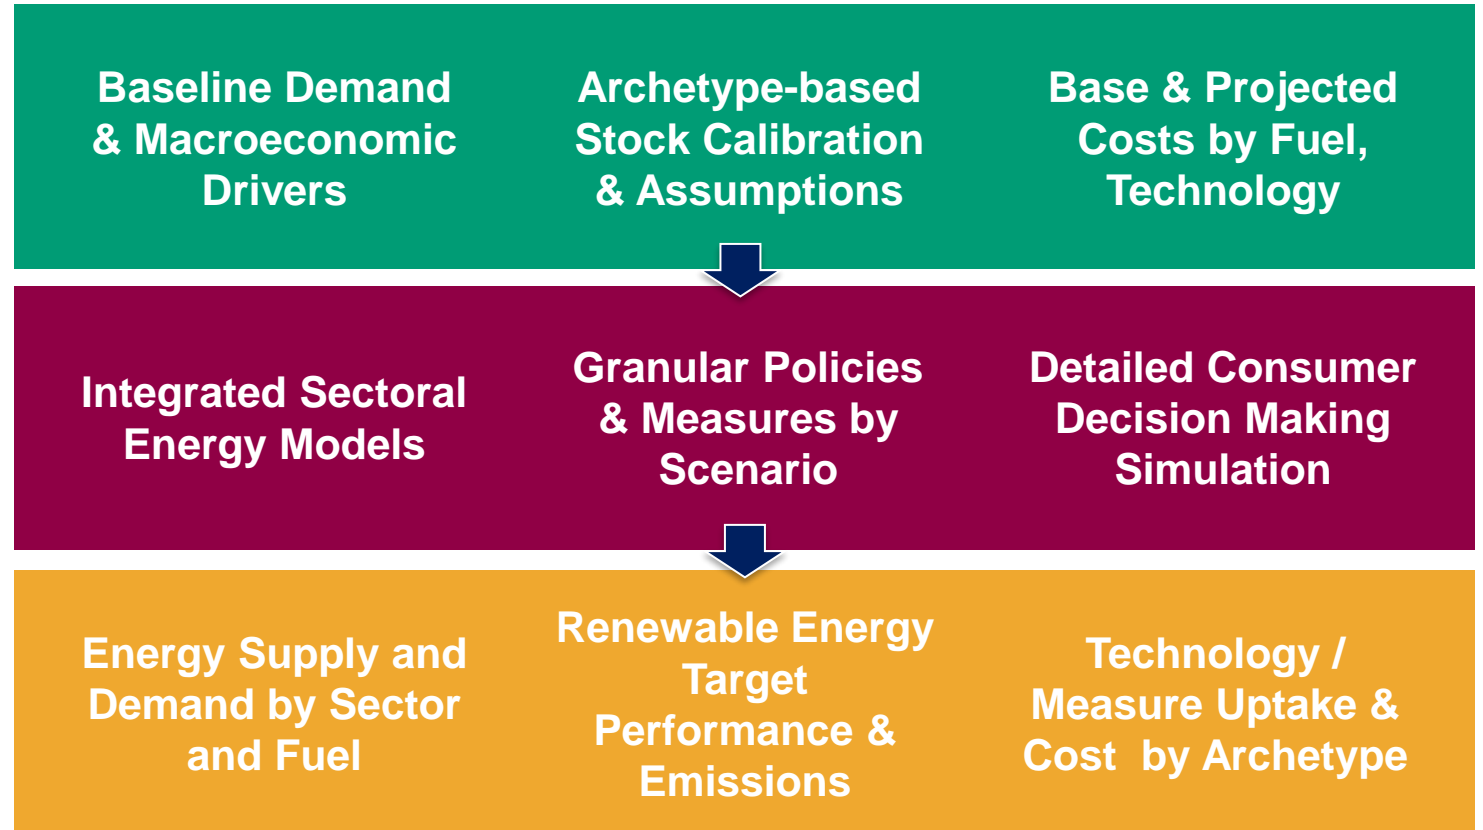 Baseline Demand
& Macroeconomic
Drivers
Archetype-based
Stock Calibration
& Assumptions
Base & Projected
Costs by Fuel,
Technology
Integrated Sectoral
Energy Models
Granular Policies
& Measures by
Scenario
Detailed Consumer
Decision Making
Simulation
Energy Supply and
Demand by Sector
and Fuel
Renewable Energy
Target
Performance &
Emissions
Technology /
Measure Uptake &
Cost  by Archetype